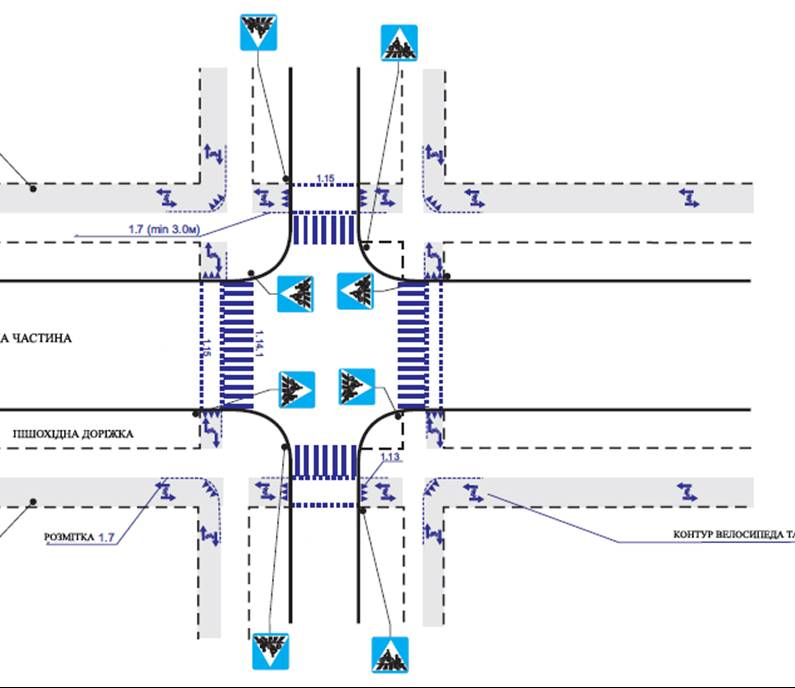 1.15
1.7 (min 3.0м)
1.15
1.14.1
А ЧАСТИНА
ПІШОХІДНА ДОРІЖКА
1.13
РОЗМІТКА 1.7
КОНТУР ВЕЛОСИПЕДА ТА